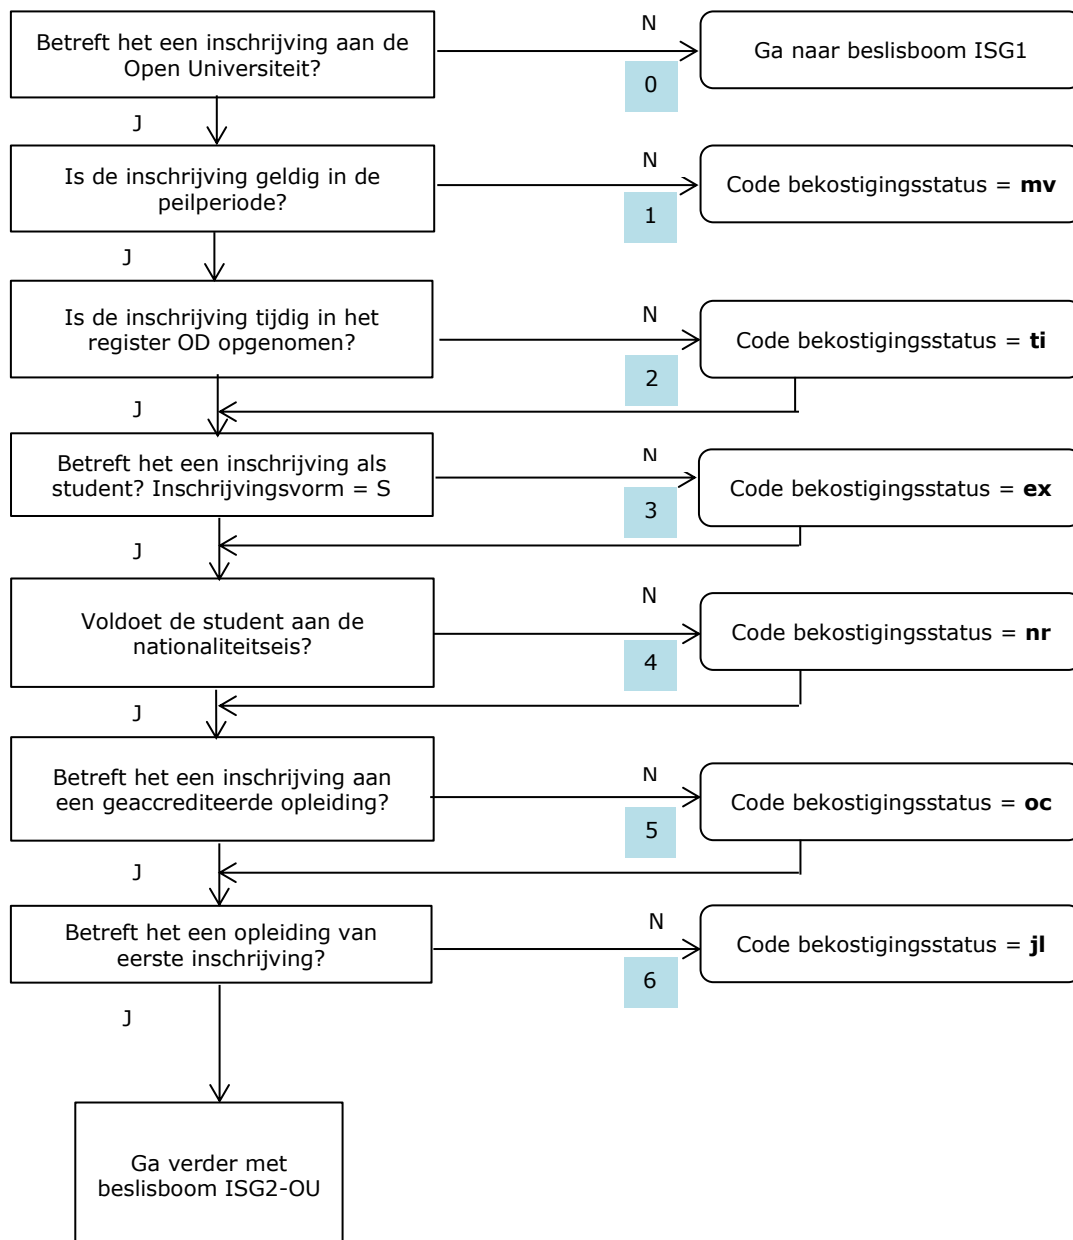 Betreft het een inschrijving aan de
Open Universiteit?
N
0
Ga naar beslisboom ISG1
J
Is de inschrijving geldig in de
peilperiode?
N
1
Code bekostigingsstatus = mv
J
Is de inschrijving tijdig in het
register OD opgenomen?
N
2
Code bekostigingsstatus = ti
J
Betreft het een inschrijving als
student? Inschrijvingsvorm = S
N
3
Code bekostigingsstatus = ex
J
Voldoet de student aan de
nationaliteitseis?
N
4
Code bekostigingsstatus = nr
J
Betreft het een inschrijving aan
een geaccrediteerde opleiding?
N
5
Code bekostigingsstatus = oc
J
Betreft het een opleiding van
eerste inschrijving?
N
6
Code bekostigingsstatus = jl
J
Ga verder met
beslisboom ISG2-OU